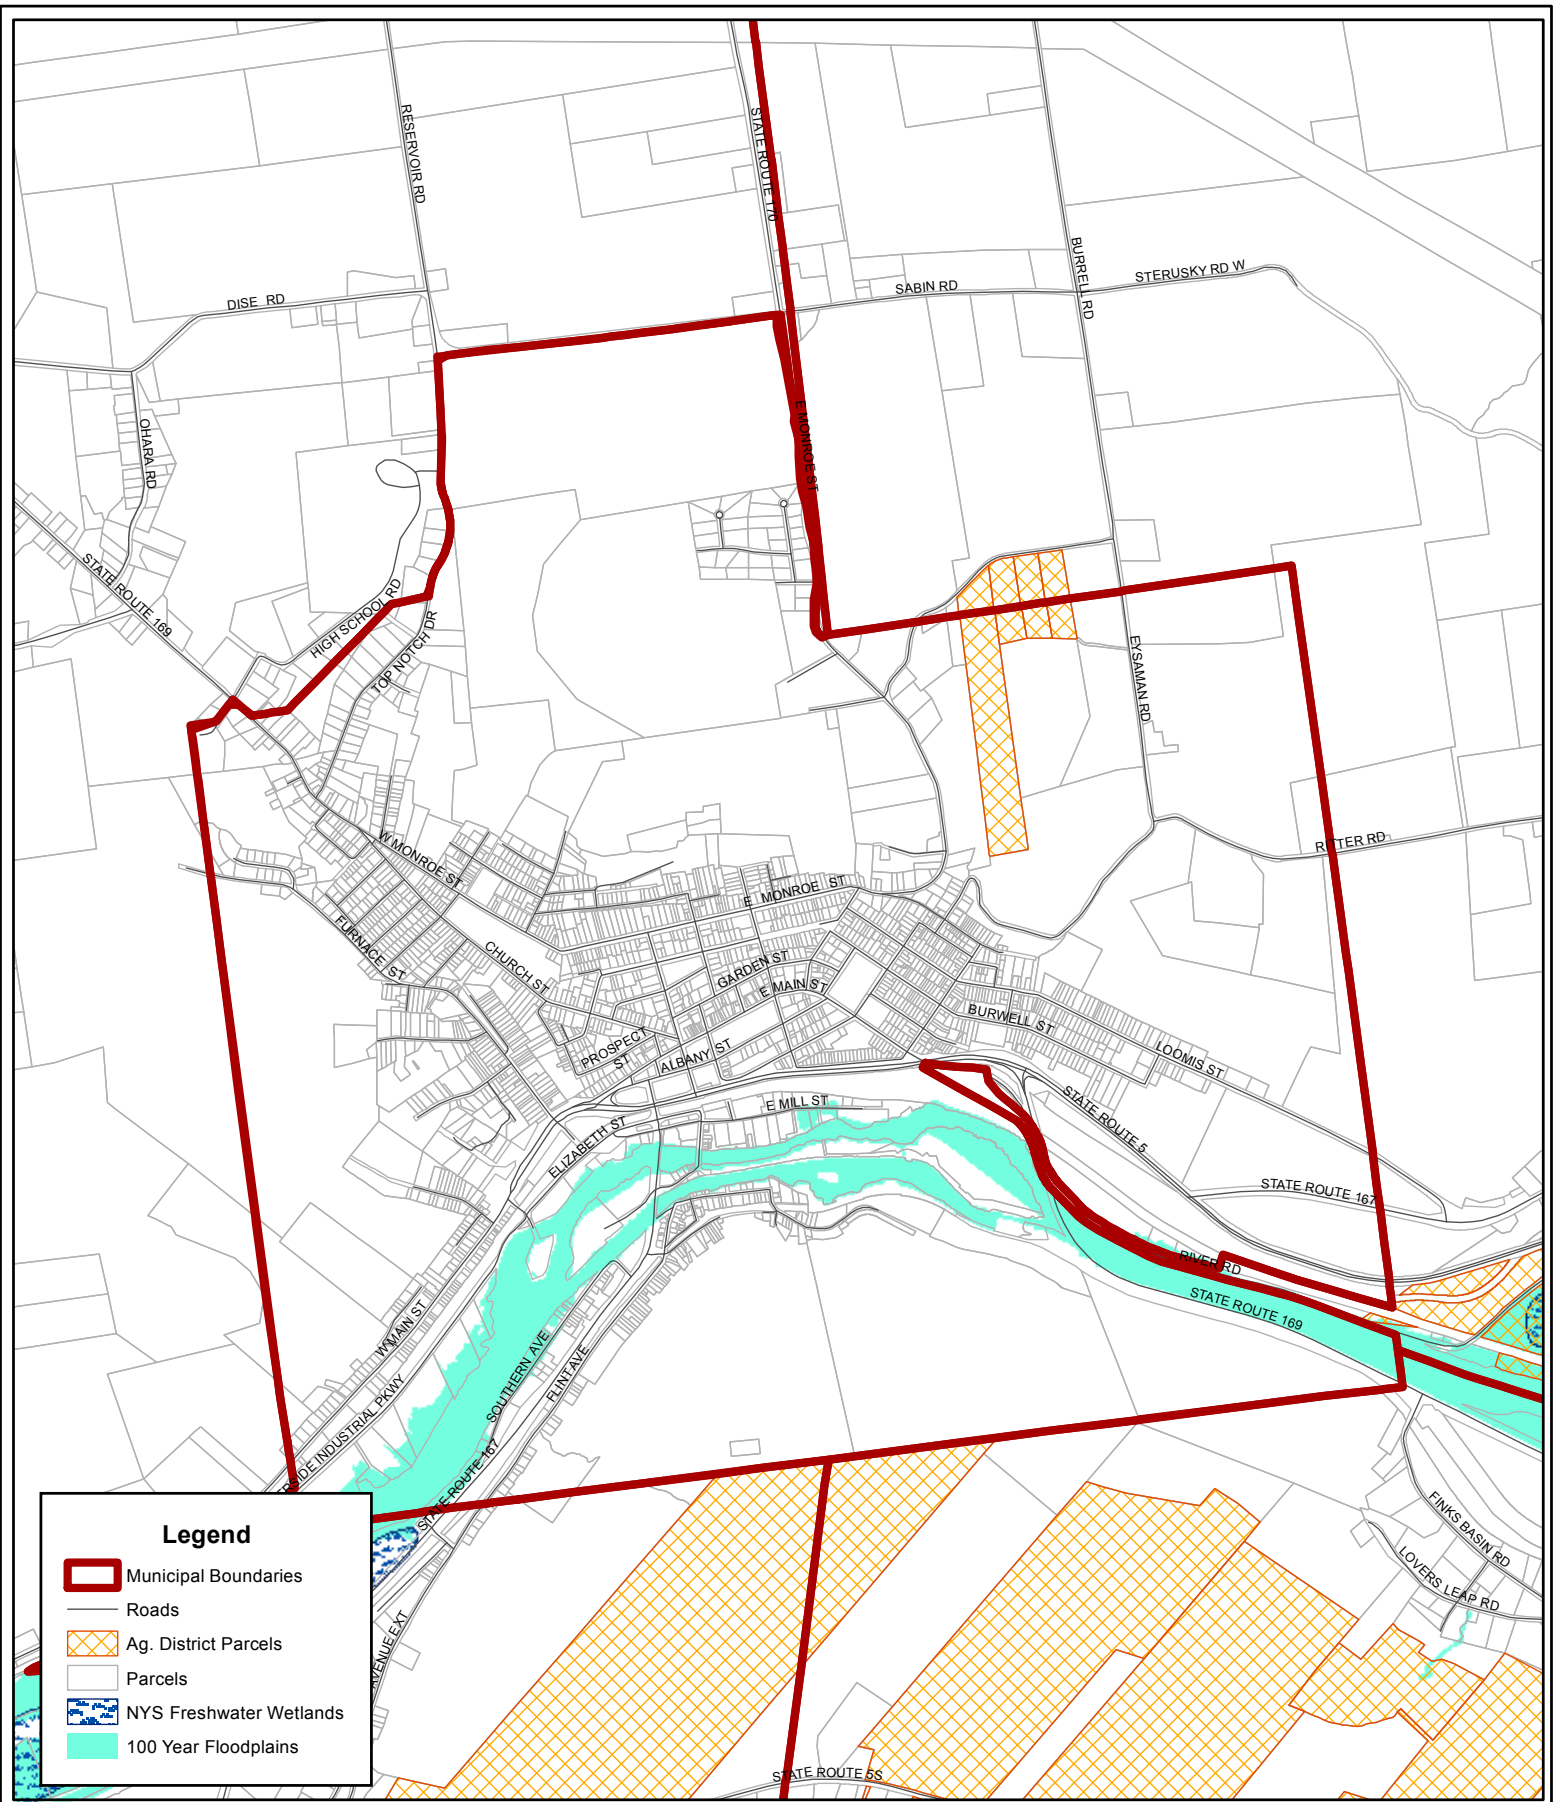 RESERVOIR RD
STATE ROUTE 170
BURRELL RD
STERUSKY RD W
SABIN RD
DISE RD
OHARA RD
E MONROE ST
STATE ROUTE 169
HIGH SCHOOL RD
TOP NOTCH DR
EYSAMAN RD
RITTER RD
W MONROE ST
E MONROE ST
FURNACE ST
CHURCH ST
GARDEN ST
E MAIN ST
BURWELL ST
PROSPECT
ST
ALBANY ST
LOOMIS ST
E MILL ST
STATE ROUTE 5
ELIZABETH ST
STATE ROUTE 167
RIVER RD
STATE ROUTE 169
W MAIN ST
SOUTHERN AVE
FLINT AVE
RSIDE INDUSTRIAL PKWY
STATE ROUTE 167
FINKS BASIN RD
LOVERS LEAP RD
AVENUE EXT
STATE ROUTE 5S
Legend
Municipal Boundaries
Roads
Ag. District Parcels
Parcels
NYS Freshwater Wetlands
100 Year Floodplains